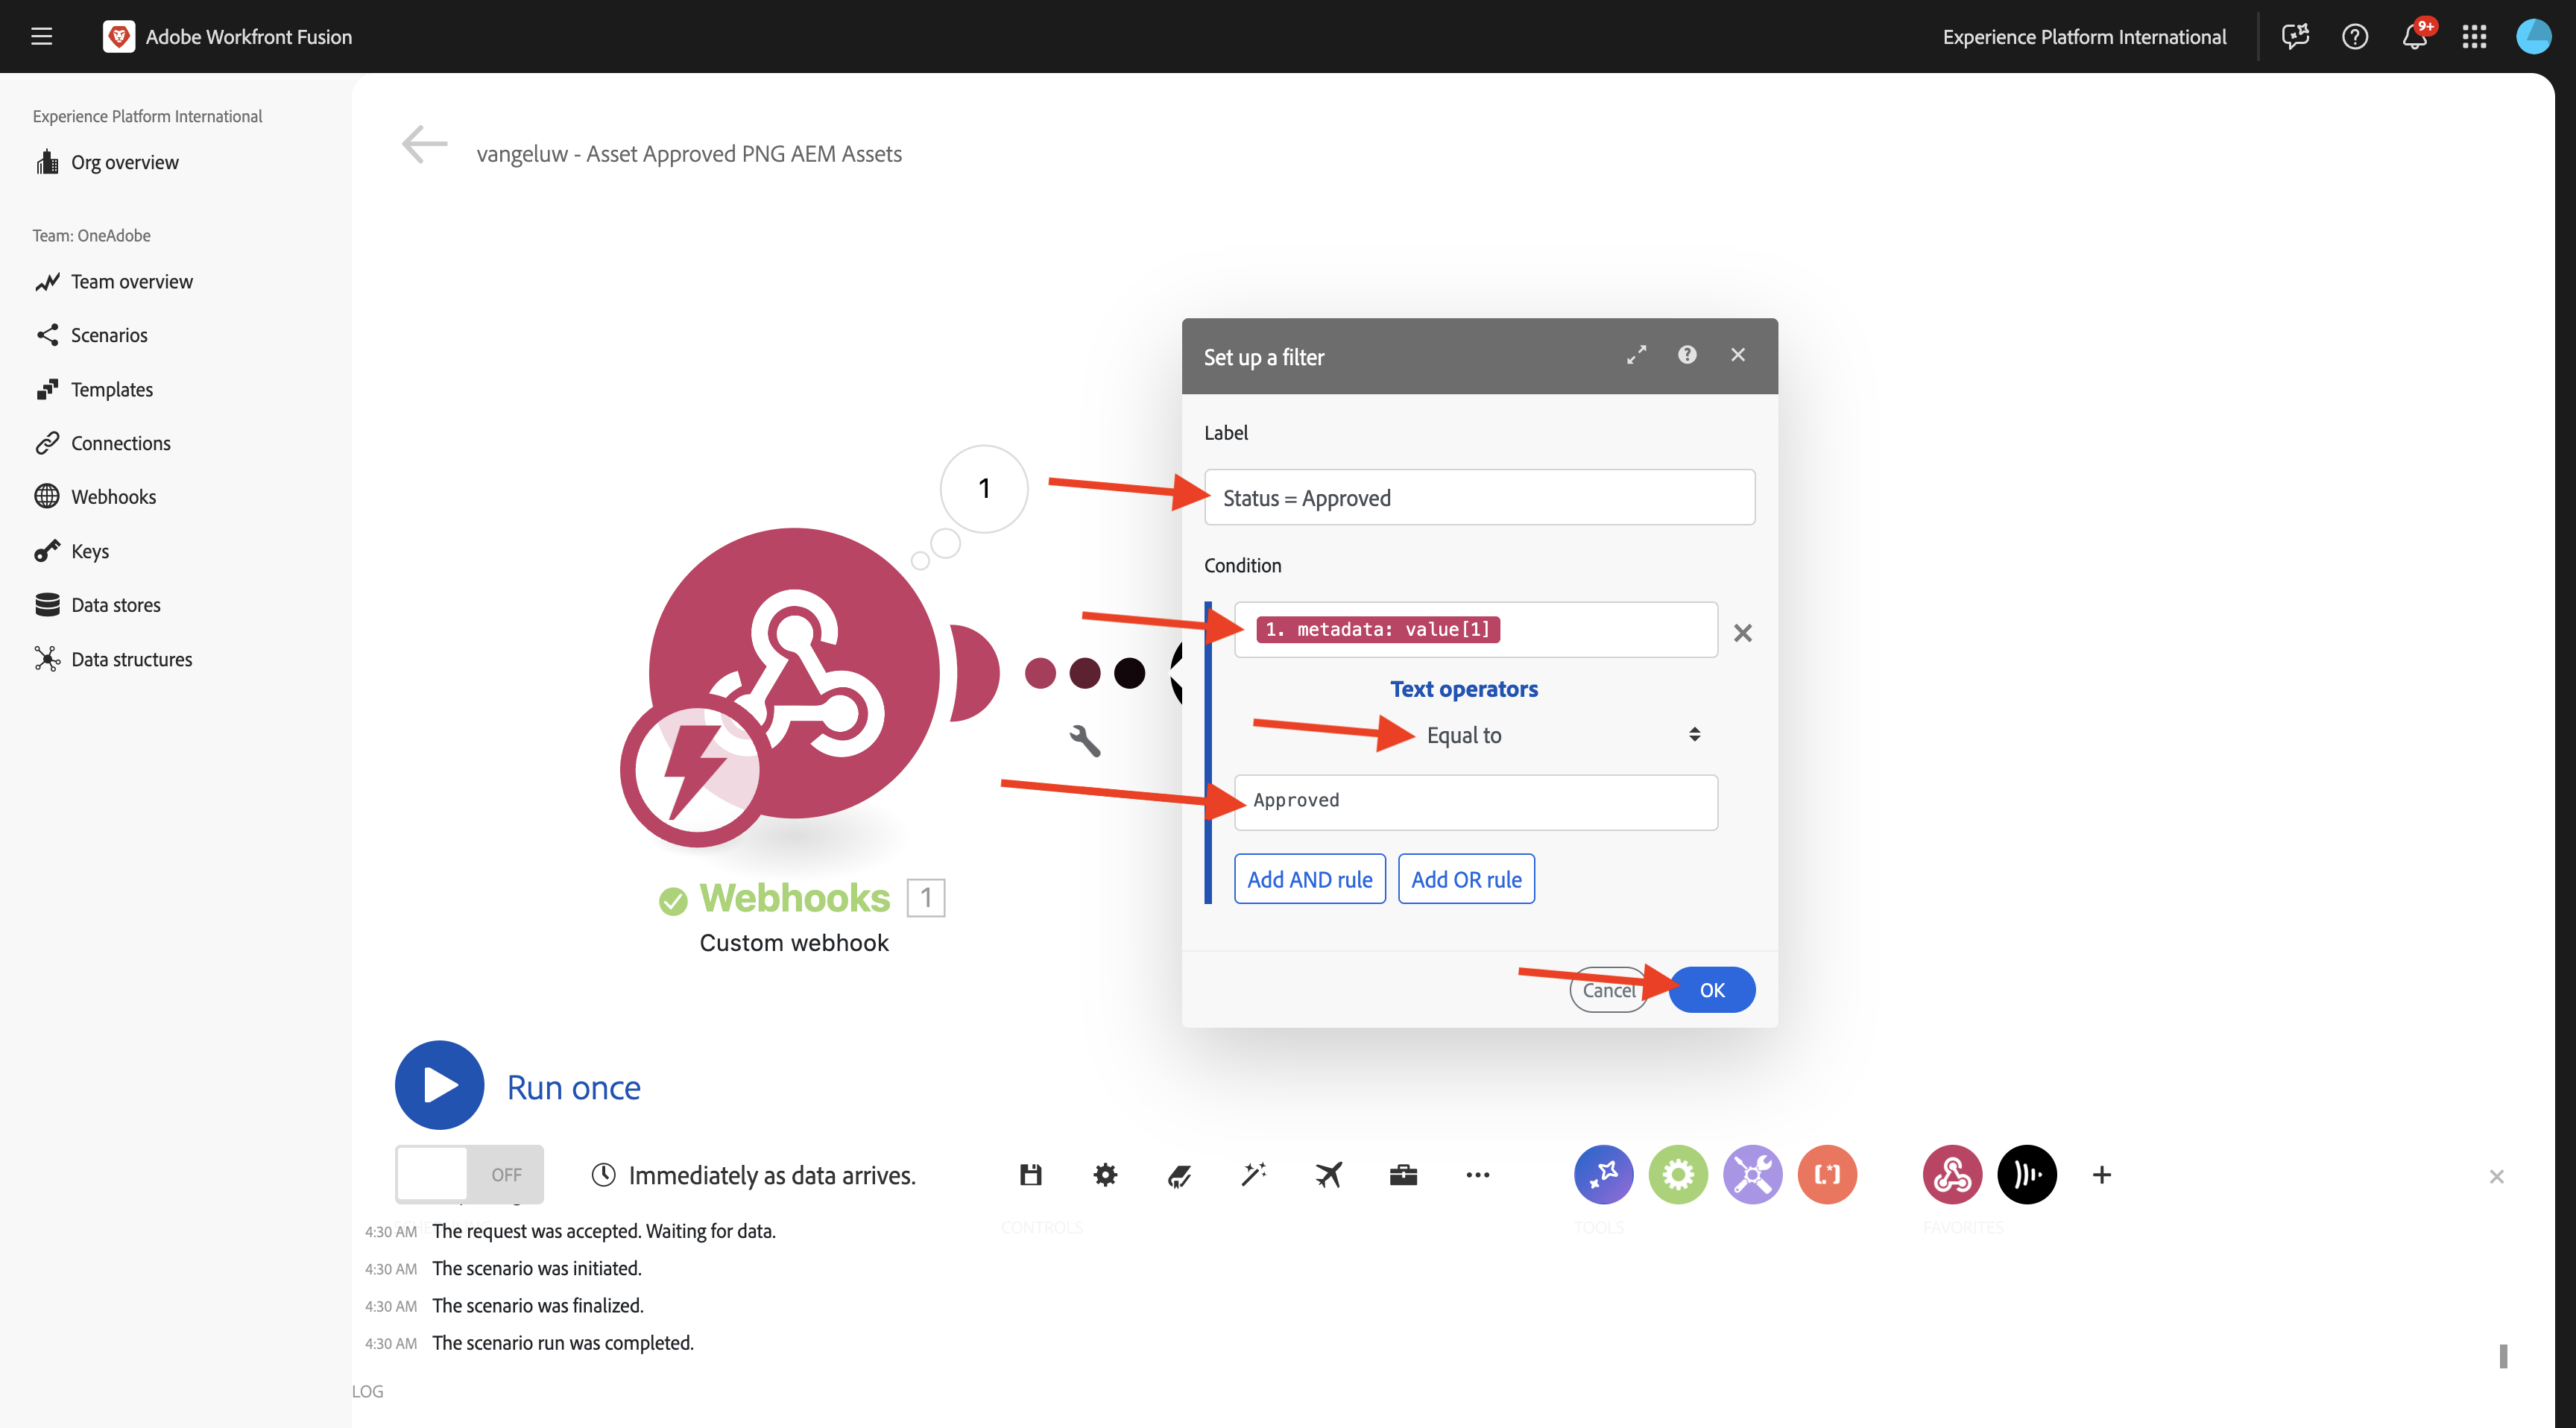 Adobe Workfront Fusion
Experience Platform International
9+
Experience Platform International
Org overview
Team: OneAdobe
Team overview
Scenarios
Templates
Connections
Webhooks
Keys
Data stores
Data structures
vangeluw - Asset Approved PNG AEM Assets
1
Webhooks 1
Custom webhook
Set up a filter
Label
Status = Approved
Condition
1. metadata: value[1]
Text operators
Equal to
Approved
Add AND rule
Add OR rule
Cancel
OK
Run once
OFF
Immediately as data arrives.
CONTROLS
TOOLS
FAVORITES
4:30 AM The request was accepted. Waiting for data.
4:30 AM The scenario was initiated.
4:30 AM The scenario was finalized.
4:30 AM The scenario run was completed.
LOG